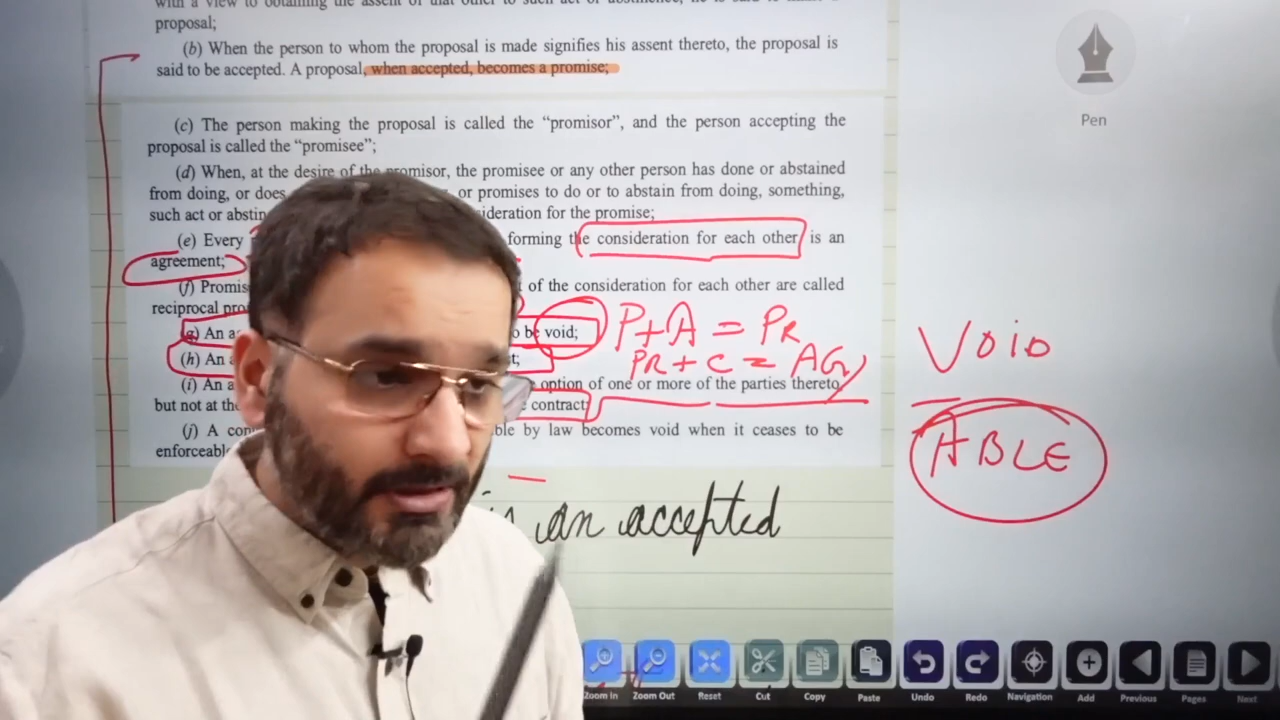 with a view to obtaining the assent of that other to such act or abstinence, he is said to make a
proposal;
(b) When the person to whom the proposal is made signifies his assent thereto, the proposal is
said to be accepted. A proposal, when accepted, becomes a promise;
(c) The person making the proposal is called the “promisor”, and the person accepting the
proposal is called the “promisee”;
(d) When, at the desire of the promisor, the promisee or any other person has done or abstained
from doing, or does or promises to do or to abstain from doing, something,
such act or
ideration for the promise;
(e) Every forming the consideration for each other is an
agreement;
(f) of the consideration for each other are called
reciprocal
(g) An be void;
P+A = PR
(h) An
PR + C = AGr
(i) An option of one or more of the parties thereto,
but not at the contract;
(j) A by law becomes void when it ceases to be
VOID
ABLE
an accepted
Pen
Zoom In
Zoom Out
Reset
Cut
Copy
Paste
Undo
Redo
Navigation
Add
Previous
Pages
Next